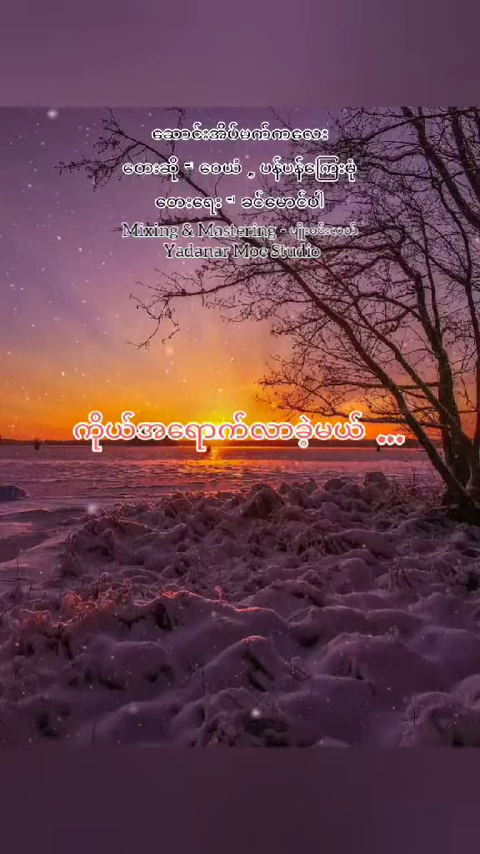 ဆောင်းအိပ်မက်ကလေး
တေးဆို - ဝေယံ , ပန်ပန်ကြေးမုံ
တေးရေး - ခင်မောင်ပါ
Mixing & Mastering -
Yadanar Moe Studio
ကိုယ်အရောက်လာခဲ့မယ် ...